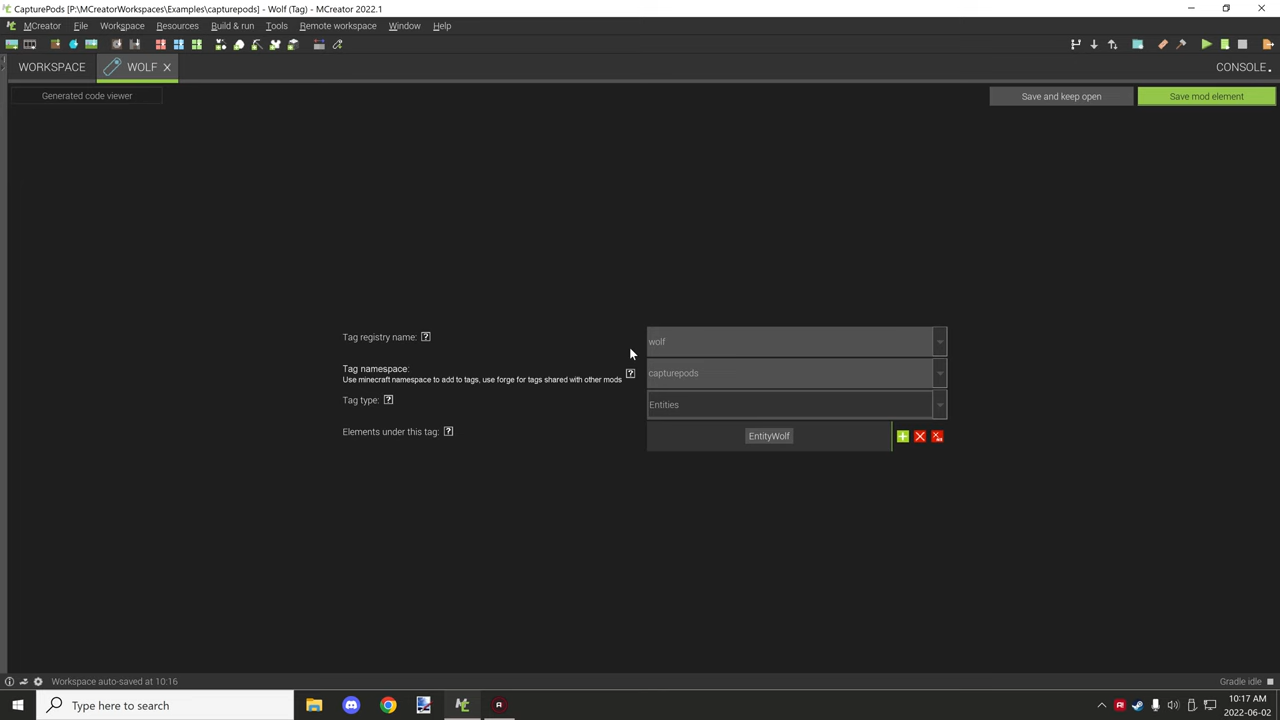 CapturePods [P:\MCreatorWorkspaces\Examples\capturepods] - Wolf (Tag) - MCreator 2022.1
MCreator File Workspace Resources Build & run Tools Remote workspace Window Help
WORKSPACE WOLF CONSOLE
Generated code viewer Save and keep open Save mod element
Tag registry name: ? wolf
Tag namespace:
Use minecraft namespace to add to tags, use forge for tags shared with other mods ? capturepods
Tag type: ? Entities
Elements under this tag: ? EntityWolf
Workspace auto-saved at 10:16 Gradle idle
Type here to search
10:17 AM
2022-06-02